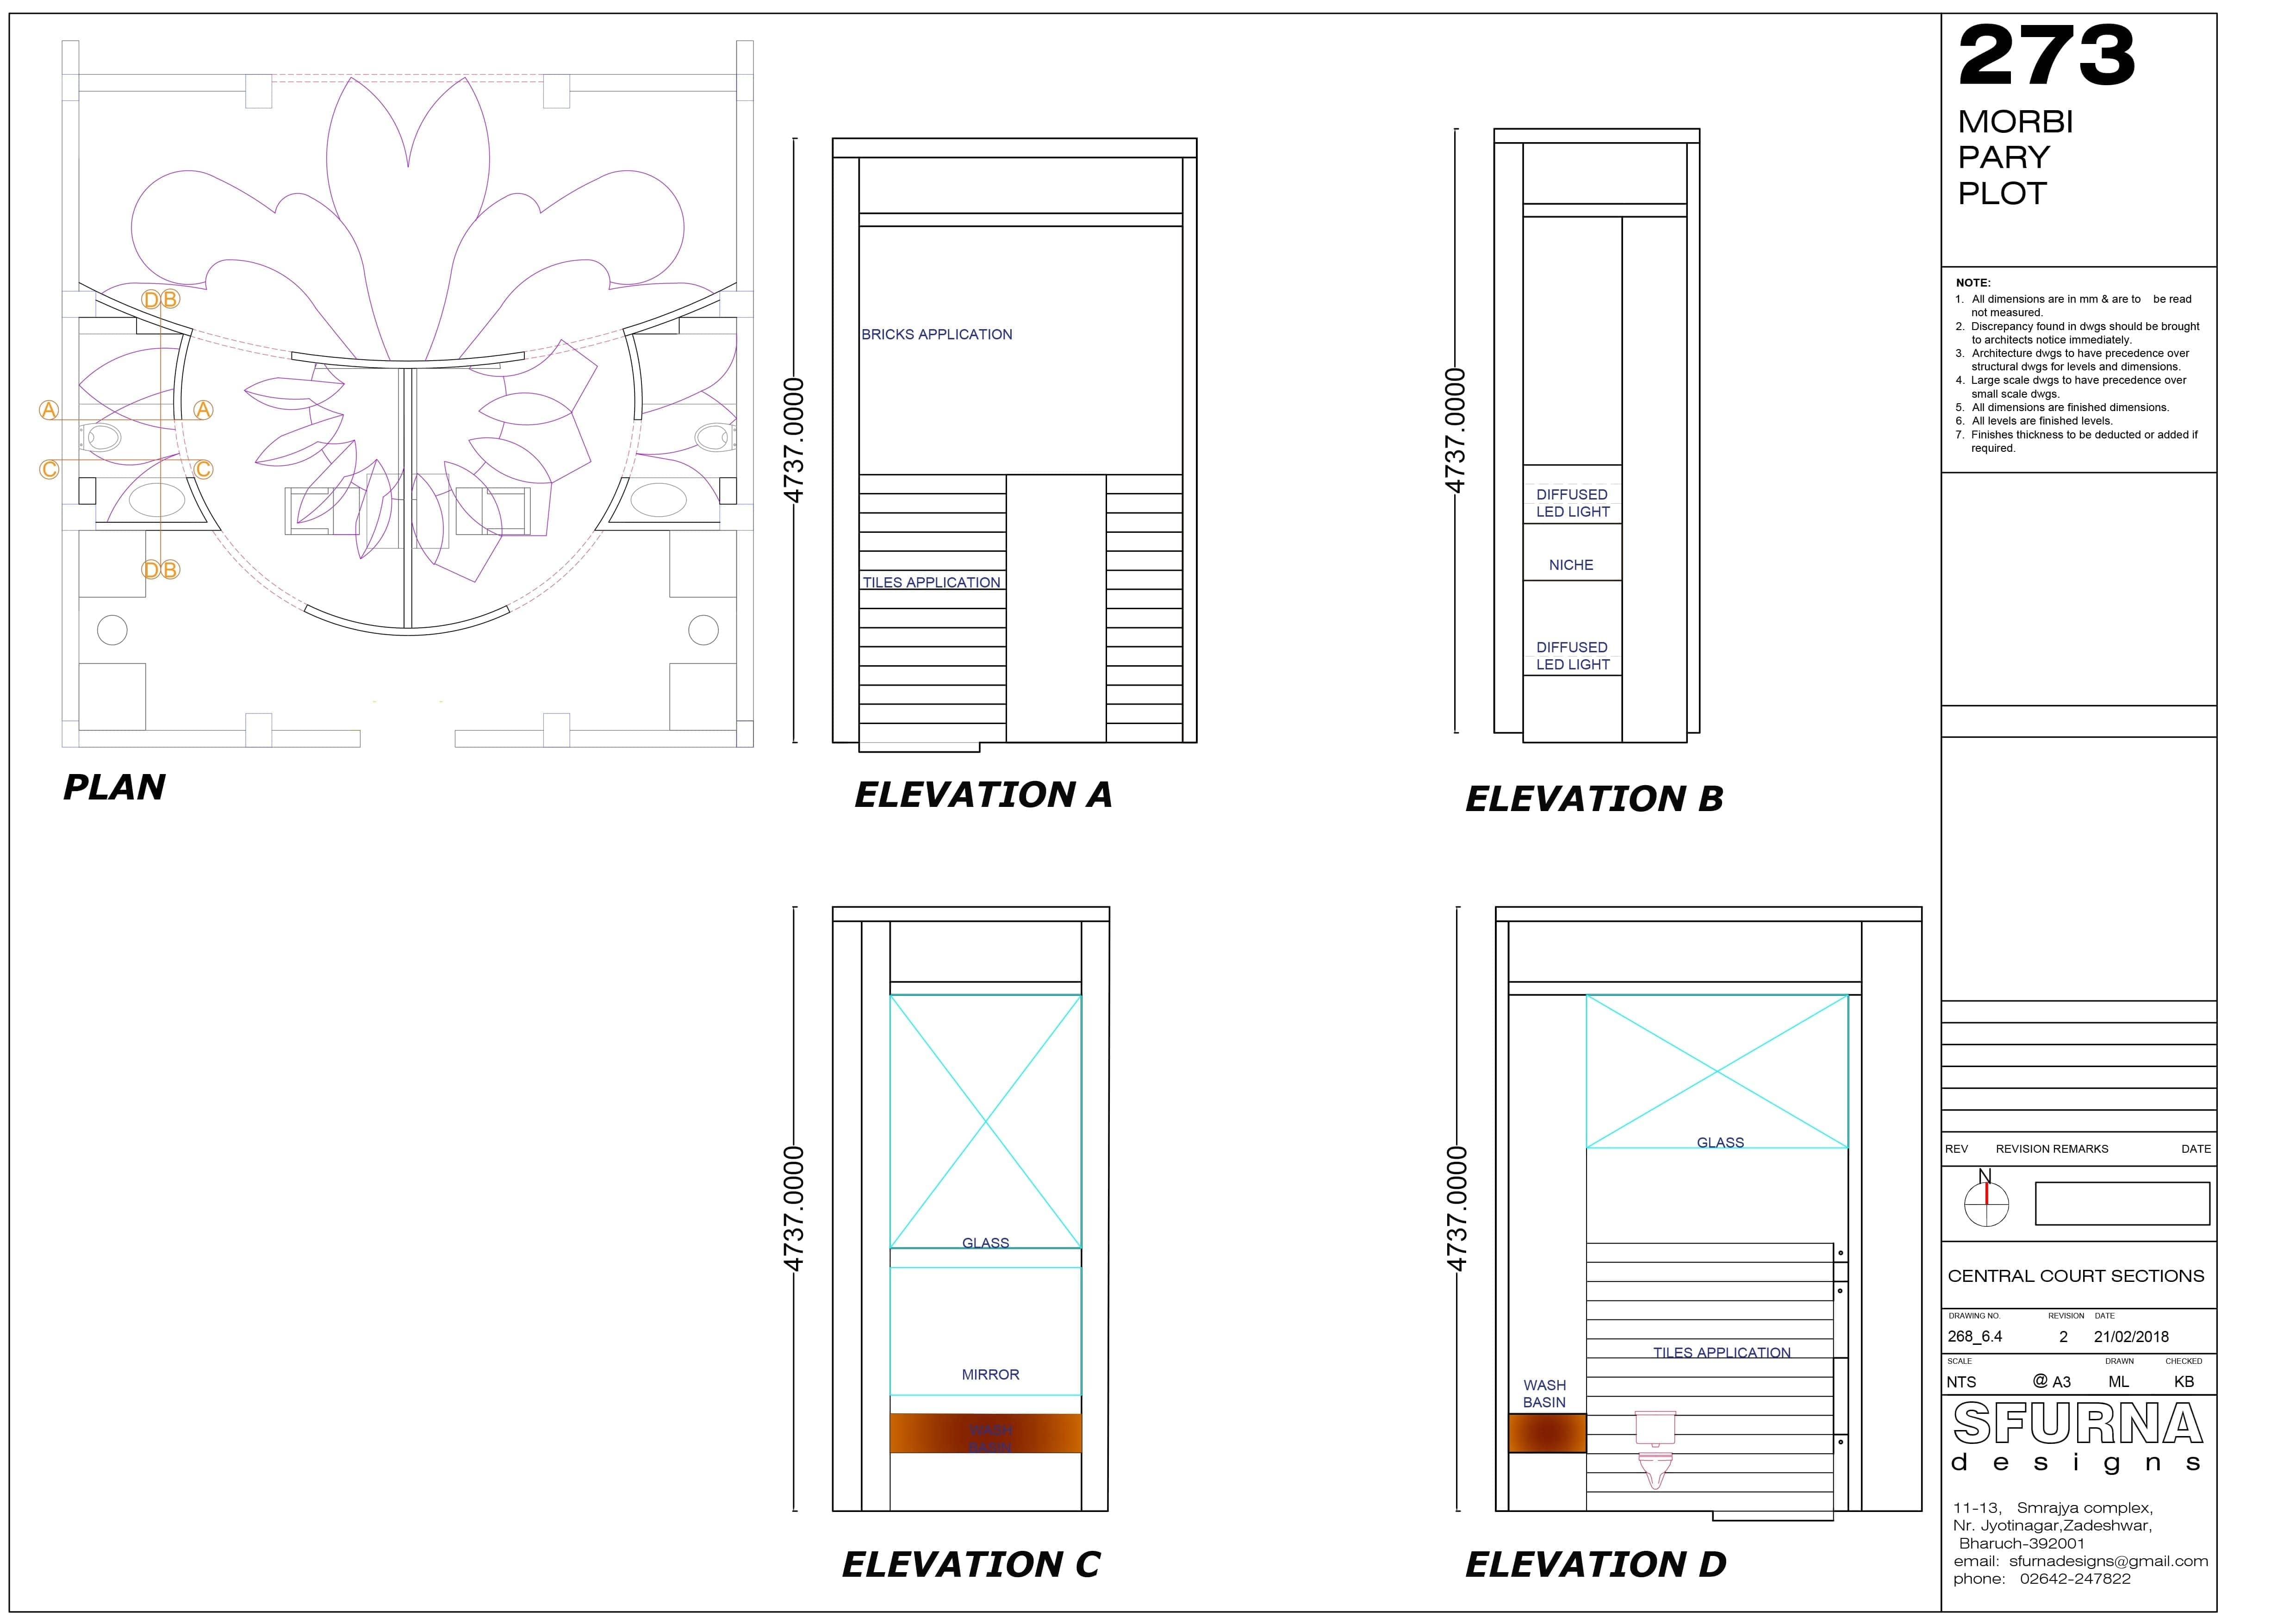 D B
A A
C C
D B
PLAN
4737.0000
BRICKS APPLICATION
TILES APPLICATION
ELEVATION A
4737.0000
DIFFUSED
LED LIGHT
NICHE
DIFFUSED
LED LIGHT
ELEVATION B
4737.0000
GLASS
MIRROR
WASH
BASIN
ELEVATION C
4737.0000
GLASS
TILES APPLICATION
WASH
BASIN
ELEVATION D
273
MORBI
PARY
PLOT
NOTE:
1. All dimensions are in mm & are to be read
not measured.
2. Discrepancy found in dwgs should be brought
to architects notice immediately.
3. Architecture dwgs to have precedence over
structural dwgs for levels and dimensions.
4. Large scale dwgs to have precedence over
small scale dwgs.
5. All dimensions are finished dimensions.
6. All levels are finished levels.
7. Finishes thickness to be deducted or added if
required.
REV REVISION REMARKS DATE
N
CENTRAL COURT SECTIONS
DRAWING NO. REVISION DATE
268_6.4 2 21/02/2018
SCALE DRAWN CHECKED
NTS @ A3 ML KB
SFURNA
designs
11-13, Smrajya complex,
Nr. Jyotinagar,Zadeshwar,
Bharuch-392001
email: sfurnadesigns@gmail.com
phone: 02642-247822